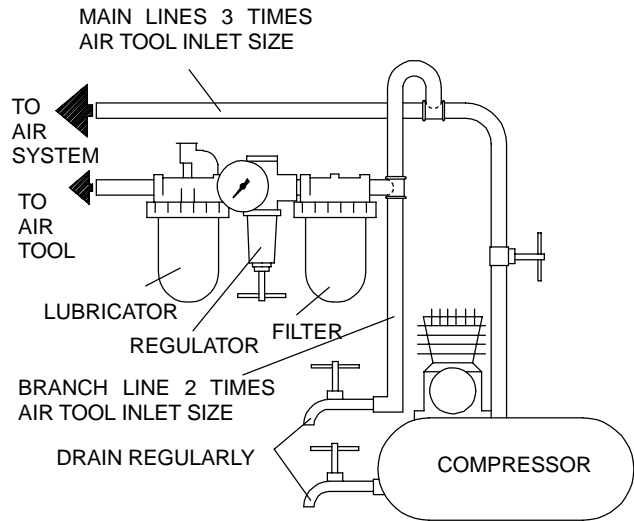 MAIN LINES 3 TIMES
AIR TOOL INLET SIZE
TO
AIR
SYSTEM
TO
AIR
TOOL
LUBRICATOR
REGULATOR
FILTER
BRANCH LINE 2 TIMES
AIR TOOL INLET SIZE
DRAIN REGULARLY
COMPRESSOR